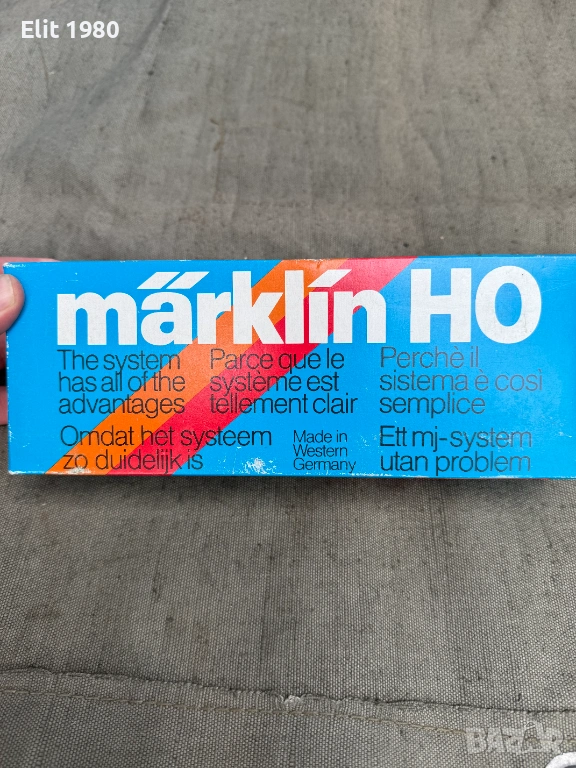 Elit 1980
märklin HO
The system
has all of the
advantages
Parce que le
système est
tellement clair
Perchè il
sistema è così
semplice
Omdat het systeem
zo duidelijk is
Made in
Western
Germany
Ett mj-system
utan problem
BAZAR